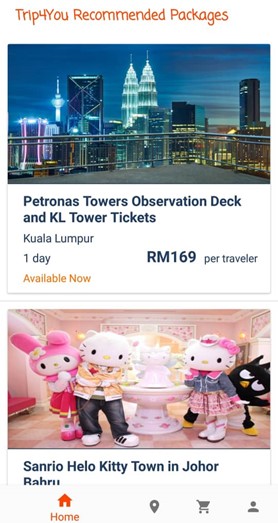 Trip4You Recommended Packages
Petronas Towers Observation Deck
and KL Tower Tickets
Kuala Lumpur
1 day RM169 per traveler
Available Now
Sanrio Helo Kitty Town in Johor
Bahru
Home